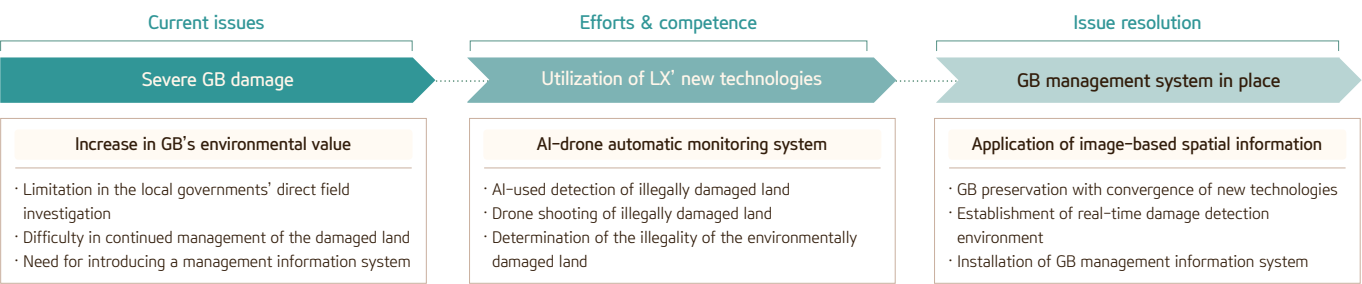 Current issues
Severe GB damage
Increase in GB's environmental value
· Limitation in the local governments' direct field
investigation
· Difficulty in continued management of the damaged land
· Need for introducing a management information system
Efforts & competence
Utilization of LX' new technologies
AI-drone automatic monitoring system
· AI-used detection of illegally damaged land
· Drone shooting of illegally damaged land
· Determination of the illegality of the environmentally
damaged land
Issue resolution
GB management system in place
Application of image-based spatial information
· GB preservation with convergence of new technologies
· Establishment of real-time damage detection
environment
· Installation of GB management information system